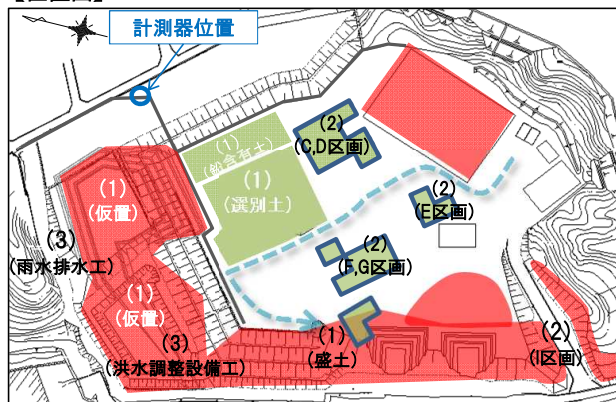 計測器位置
(1)
(鉛含有土)
(1)
(選別土)
(2)
(C,D区画)
(2)
(E区画)
(2)
(F,G区画)
(1)
(仮置)
(3)
(雨水排水工)
(1)
(仮置)
(3)
(洪水調整設備工)
(1)
(盛土)
(2)
(I区画)